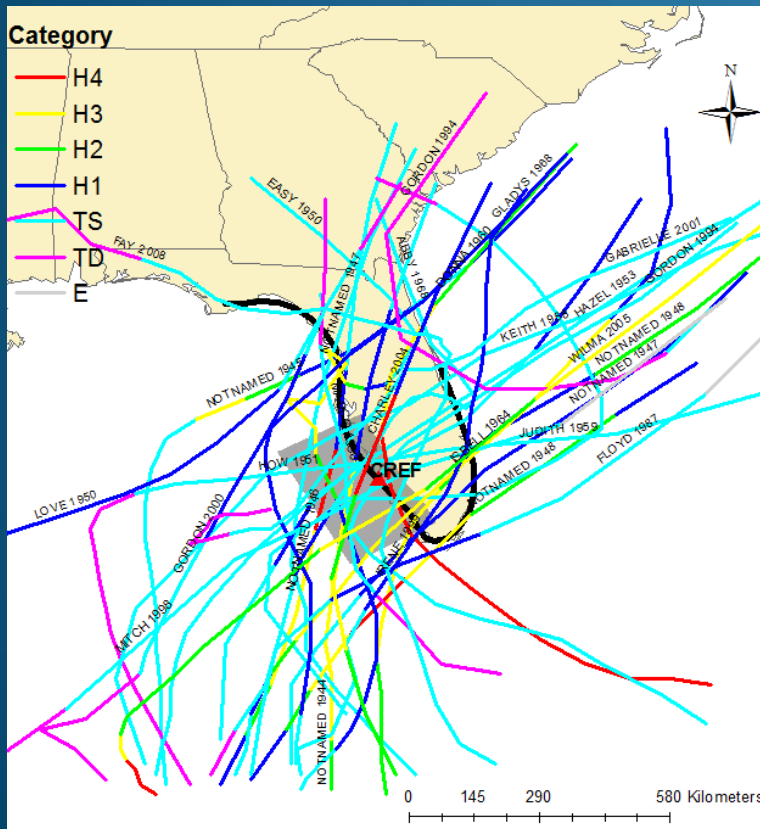 Category
H4
H3
H2
H1
TS
TD
E
N
GORDON 1994
EASY 1950
GLADYS 1968
FAY 2008
ABBY 1968
DONNA 1960
GABRIELLE 2001
NOTNAMED 1947
GORDON 1994
HAZEL 1953
KEITH 1988
WILMA 2005
NOTNAMED 1948
NOTNAMED 1947
NOTNAMED 1945
CHARLEY 2004
ISBELL 1964
JUDITH 1959
FLOYD 1987
HOW 1951
CREF
NOTNAMED 1948
LOVE 1950
GORDON 2000
NOTNAMED 1946
IRENE
MITCH 1998
NOTNAMED 1944
0 145 290 580 Kilometers